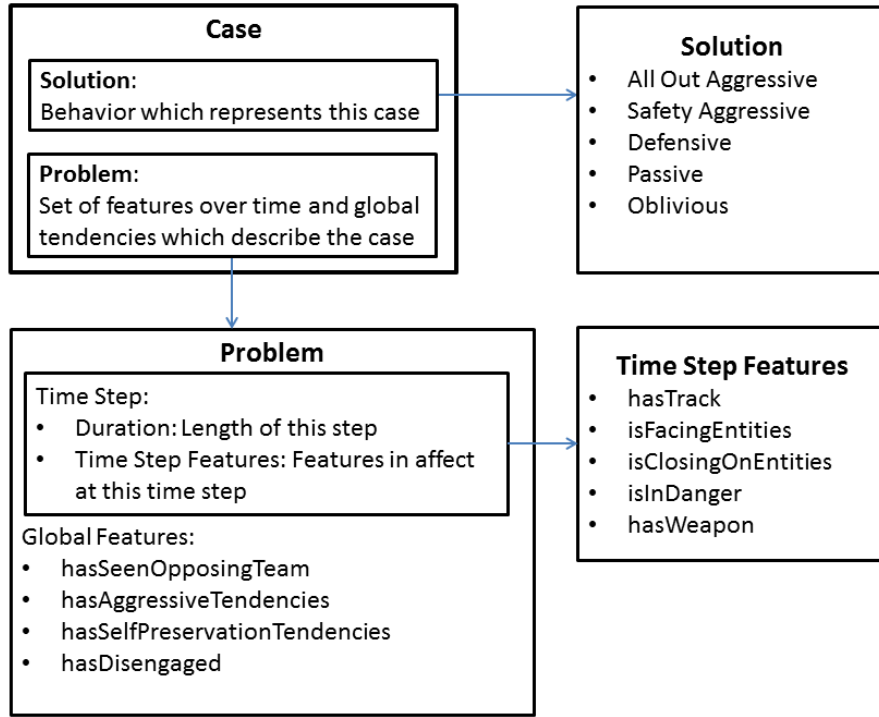 Case
Solution:
Behavior which represents this case
Problem:
Set of features over time and global
tendencies which describe the case
Solution
• All Out Aggressive
• Safety Aggressive
• Defensive
• Passive
• Oblivious
Problem
Time Step:
• Duration: Length of this step
• Time Step Features: Features in affect
at this time step
Global Features:
• hasSeenOpposingTeam
• hasAggressiveTendencies
• hasSelfPreservationTendencies
• hasDisengaged
Time Step Features
• hasTrack
• isFacingEntities
• isClosingOnEntities
• isInDanger
• hasWeapon